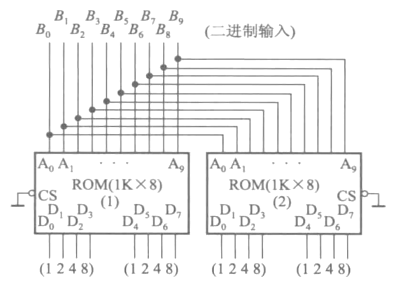 B₁ B₃ B₅ B₇ B₉
B₀ B₂ B₄ B₆ B₈ (二进制输入)
A₀ A₁ · · · A₉ A₀ A₁ · · · A₉
ROM(1K×8) ROM(1K×8)
CS (1) (2) CS
D₁ D₃ D₅ D₇ D₁ D₃ D₅ D₇
D₀ D₂ D₄ D₆ D₀ D₂ D₄ D₆
(1 2 4 8) (1 2 4 8) (1 2 4 8) (1 2 4 8)